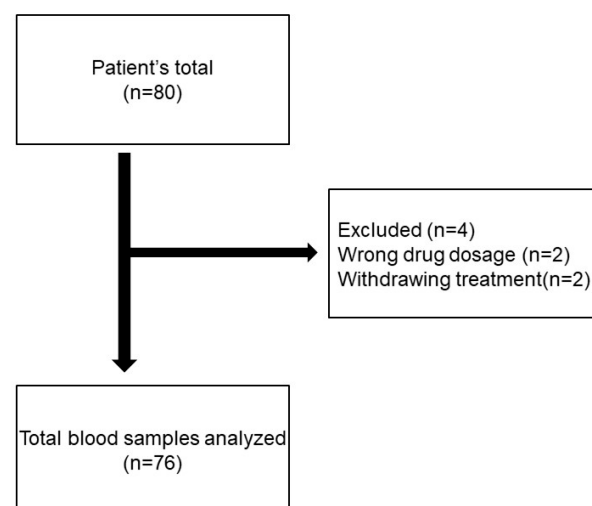 Patient's total
(n=80)
Excluded (n=4)
Wrong drug dosage (n=2)
Withdrawing treatment(n=2)
Total blood samples analyzed
(n=76)